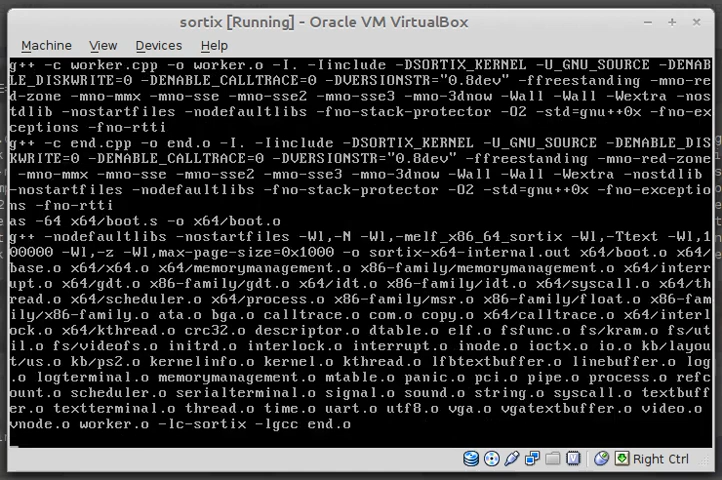 sortix [Running] - Oracle VM VirtualBox
Machine View Devices Help
g++ -c worker.cpp -o worker.o -I. -Iinclude -DSORTIX_KERNEL -U_GNU_SOURCE -DENAB
LE_DISKWRITE=0 -DENABLE_CALLTRACE=0 -DVERSIONSTR="0.8dev" -ffreestanding -mno-re
d-zone -mno-mmx -mno-sse -mno-sse2 -mno-sse3 -mno-3dnow -Wall -Wall -Wextra -nos
tdlib -nostartfiles -nodefaultlibs -fno-stack-protector -O2 -std=gnu++0x -fno-ex
ceptions -fno-rtti
g++ -c end.cpp -o end.o -I. -Iinclude -DSORTIX_KERNEL -U_GNU_SOURCE -DENABLE_DIS
KWRITE=0 -DENABLE_CALLTRACE=0 -DVERSIONSTR="0.8dev" -ffreestanding -mno-red-zone
-mno-mmx -mno-sse -mno-sse2 -mno-sse3 -mno-3dnow -Wall -Wall -Wextra -nostdlib
-nostartfiles -nodefaultlibs -fno-stack-protector -O2 -std=gnu++0x -fno-exceptio
ns -fno-rtti
as -64 x64/boot.s -o x64/boot.o
g++ -nodefaultlibs -nostartfiles -Wl,-N -Wl,-melf_x86_64_sortix -Wl,-Ttext -Wl,1
00000 -Wl,-z -Wl,max-page-size=0x1000 -o sortix-x64-internal.out x64/boot.o x64/
base.o x64/x64.o x64/memorymanagement.o x86-family/memorymanagement.o x64/interr
upt.o x64/gdt.o x86-family/gdt.o x64/idt.o x86-family/idt.o x64/syscall.o x64/th
read.o x64/scheduler.o x64/process.o x86-family/msr.o x86-family/float.o x86-fam
ily/x86-family.o ata.o bga.o calltrace.o com.o copy.o x64/calltrace.o x64/interl
ock.o x64/kthread.o crc32.o descriptor.o dtable.o elf.o fsfunc.o fs/kram.o fs/ut
il.o fs/videofs.o initrd.o interlock.o interrupt.o inode.o ioctx.o io.o kb/layou
t/us.o kb/ps2.o kernelinfo.o kernel.o kthread.o lfbtextbuffer.o linebuffer.o log
.o logterminal.o memorymanagement.o mtable.o panic.o pci.o pipe.o process.o refc
ount.o scheduler.o serialterminal.o signal.o sound.o string.o syscall.o textbuff
er.o textterminal.o thread.o time.o uart.o utf8.o vga.o vgatextbuffer.o video.o
vnode.o worker.o -lc-sortix -lgcc end.o
Right Ctrl